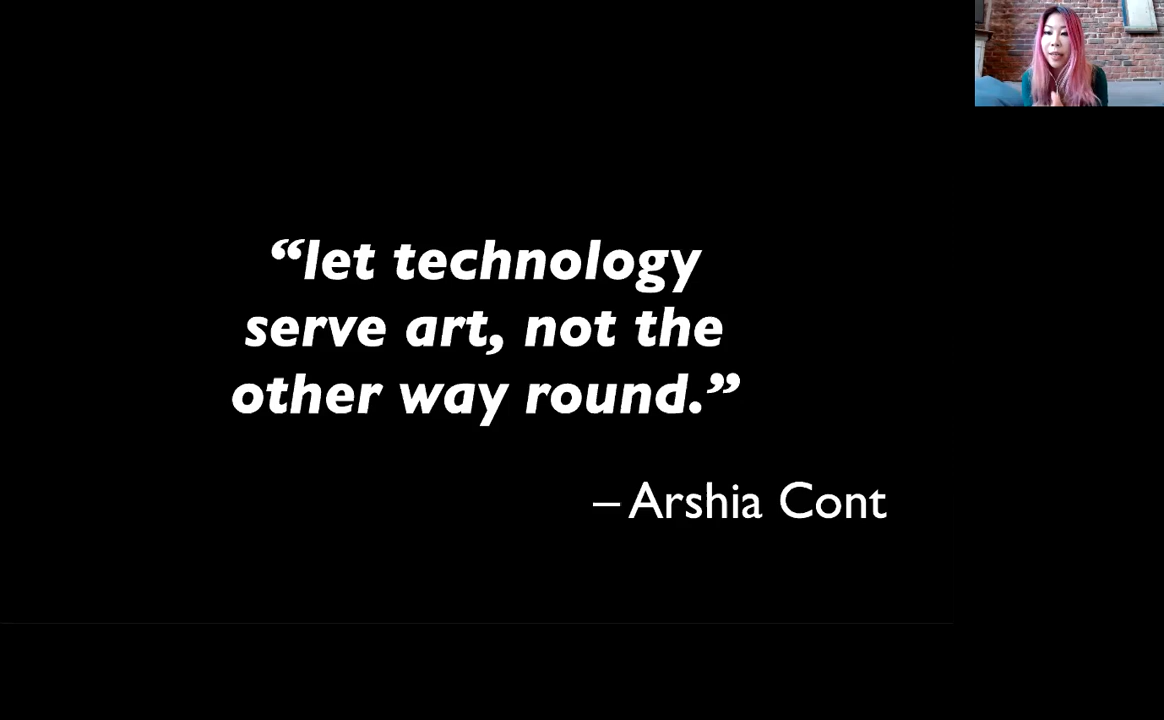 “let technology
serve art, not the
other way round.”
– Arshia Cont